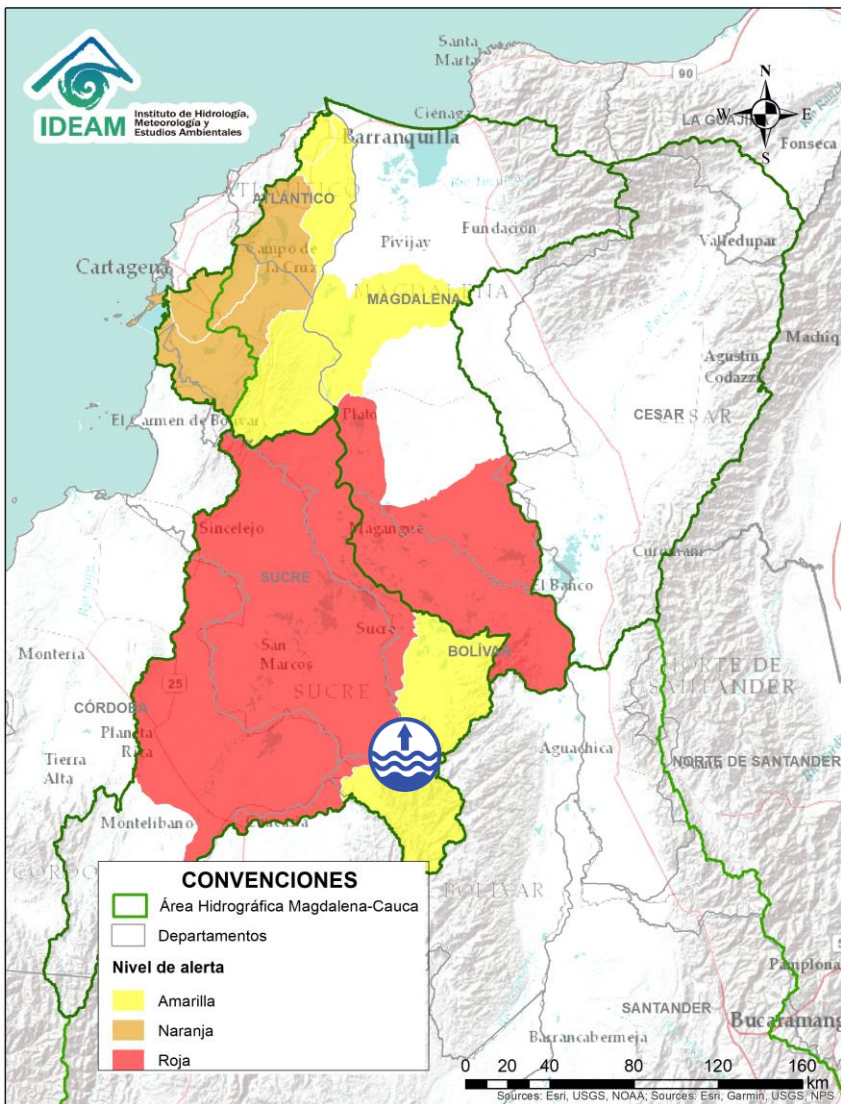 IDEAM
Instituto de Hidrología,
Meteorología y
Estudios Ambientales
Santa
Marta
90
N
W
E
S
LA GUAJIRA
Fonseca
Ciénaga
Barranquilla
ATLÁNTICO
Pivijay
Fundación
Valledupar
Campo de
la Cruz
Cartagena
MAGDALENA
Agustín
Codazzi
CESAR
CESAR
El Carmen de Bolívar
Plato
Sincelejo
Magangué
Curumaní
SUCRE
El Banco
Sucre
San
Marcos
BOLÍVAR
Montería
NORTE DE
SANTANDER
SUCRE
25
CÓRDOBA
Planeta
Rica
Tierra
Alta
Aguachica
NORTE DE SANTANDER
Montelíbano
BOLÍVAR
CONVENCIONES
Área Hidrográfica Magdalena-Cauca
Departamentos
Nivel de alerta
Amarilla
Naranja
Roja
Pamplona
SANTANDER
Bucaramang
Barrancabermeja
0 20 40 80 120 160
km
Sources: Esri, USGS, NOAA; Sources: Esri, Garmin, USGS, NPS